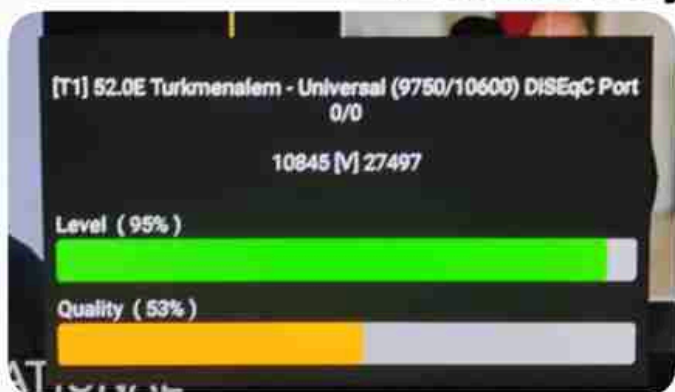 [T1] 52.0E Turkmenalem - Universal (9750/10600) DiSEqC Port
0/0
10845 [V] 27497
Level ( 95% )
Quality ( 53% )